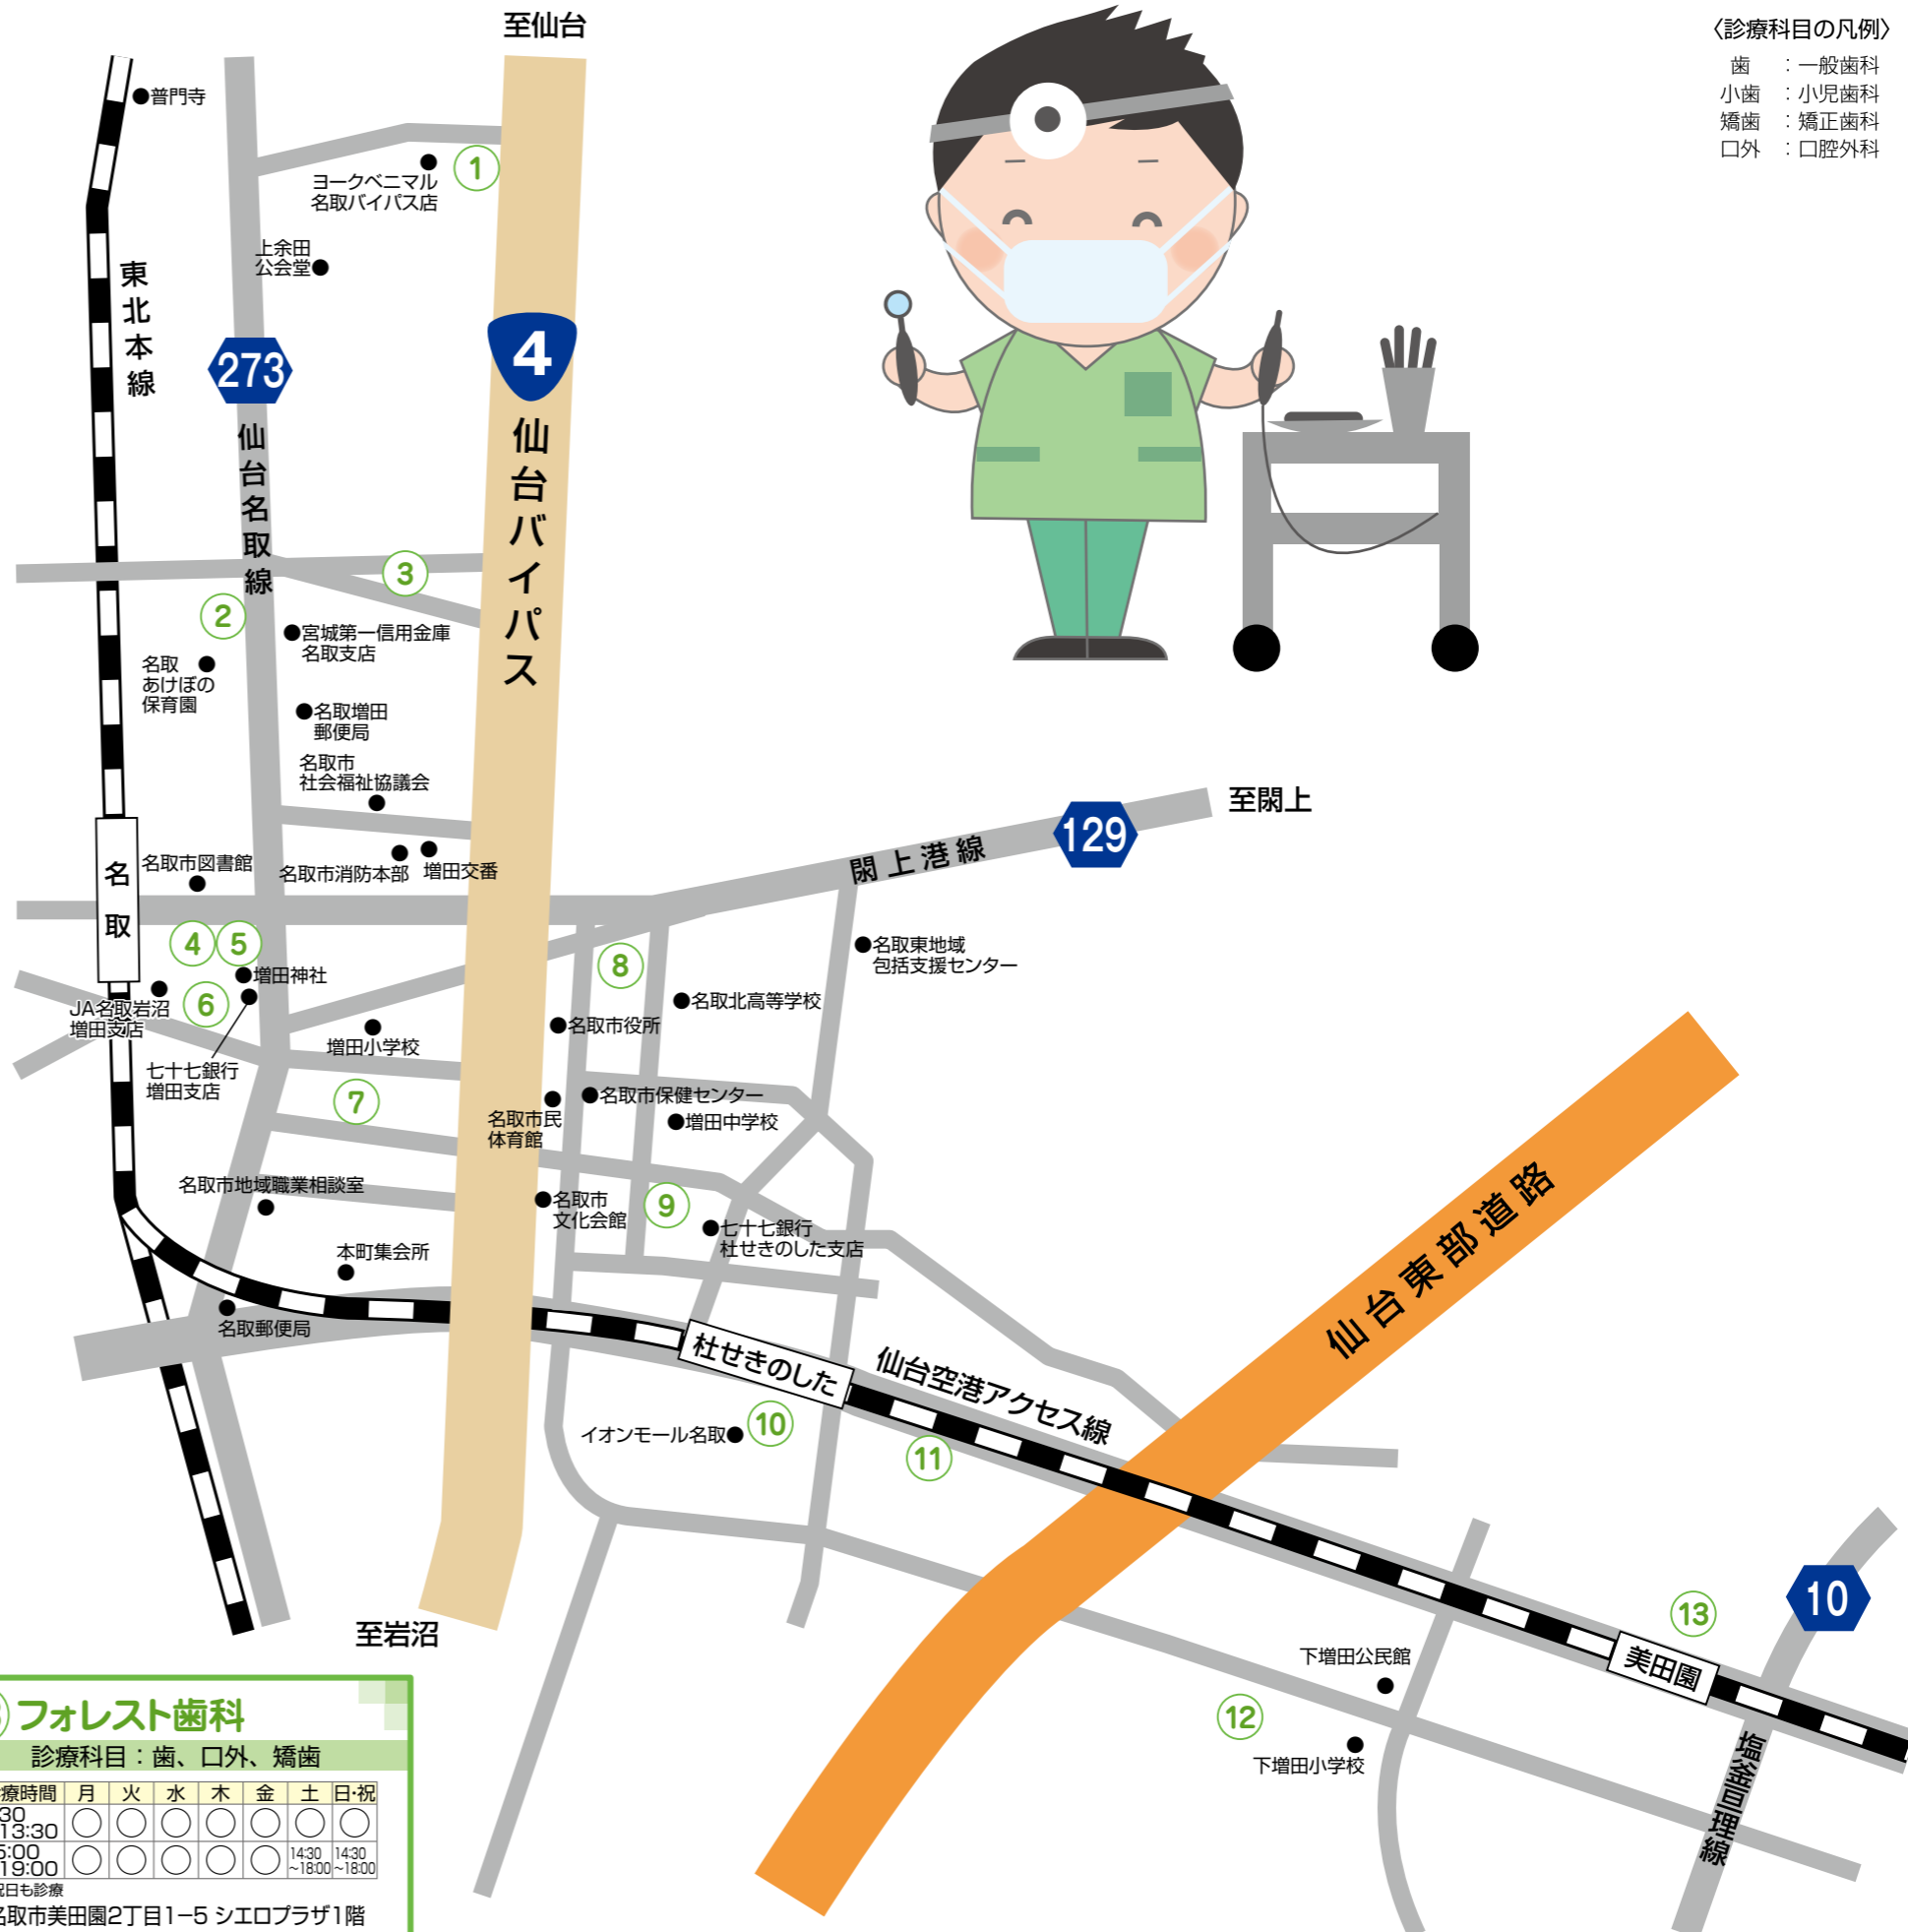 至仙台
〈診療科目の凡例〉
歯 ：一般歯科
小歯 ：小児歯科
矯歯 ：矯正歯科
口外 ：口腔外科
普門寺
1
ヨークベニマル
名取バイパス店
上余田
公会堂
東北本線
273
仙台名取線
4
仙台バイパス
3
2
宮城第一信用金庫
名取支店
名取
あけぼの
保育園
名取増田
郵便局
名取市
社会福祉協議会
至閖上
129
閖上港線
名取
名取市図書館
名取市消防本部
増田交番
4
5
増田神社
8
名取東地域
包括支援センター
JA名取岩沼
増田支店
6
名取北高等学校
名取市役所
増田小学校
七十七銀行
増田支店
7
名取市民
体育館
名取市保健センター
増田中学校
名取市地域職業相談室
名取市
文化会館
9
七十七銀行
杜せきのした支店
本町集会所
名取郵便局
仙台東部道路
杜せきのした
仙台空港アクセス線
イオンモール名取
10
11
至岩沼
13
10
下増田公民館
美田園
12
下増田小学校
塩釜亘理線
フォレスト歯科
診療科目：歯、口外、矯歯
療時間 月 火 水 木 金 土 日・祝
30
13:30 ○ ○ ○ ○ ○ ○ ○
5:00
19:00 ○ ○ ○ ○ ○ 14:30～18:00 14:30～18:00
祝日も診療
名取市美田園2丁目1−5 シエロプラザ1階